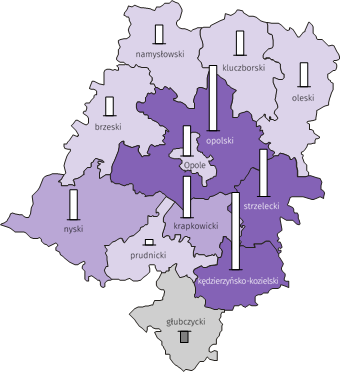 namysłowski
kluczborski
oleski
brzeski
opolski
Opole
strzelecki
nyski
krapkowicki
prudnicki
kędzierzyńsko-kozielski
głubczycki